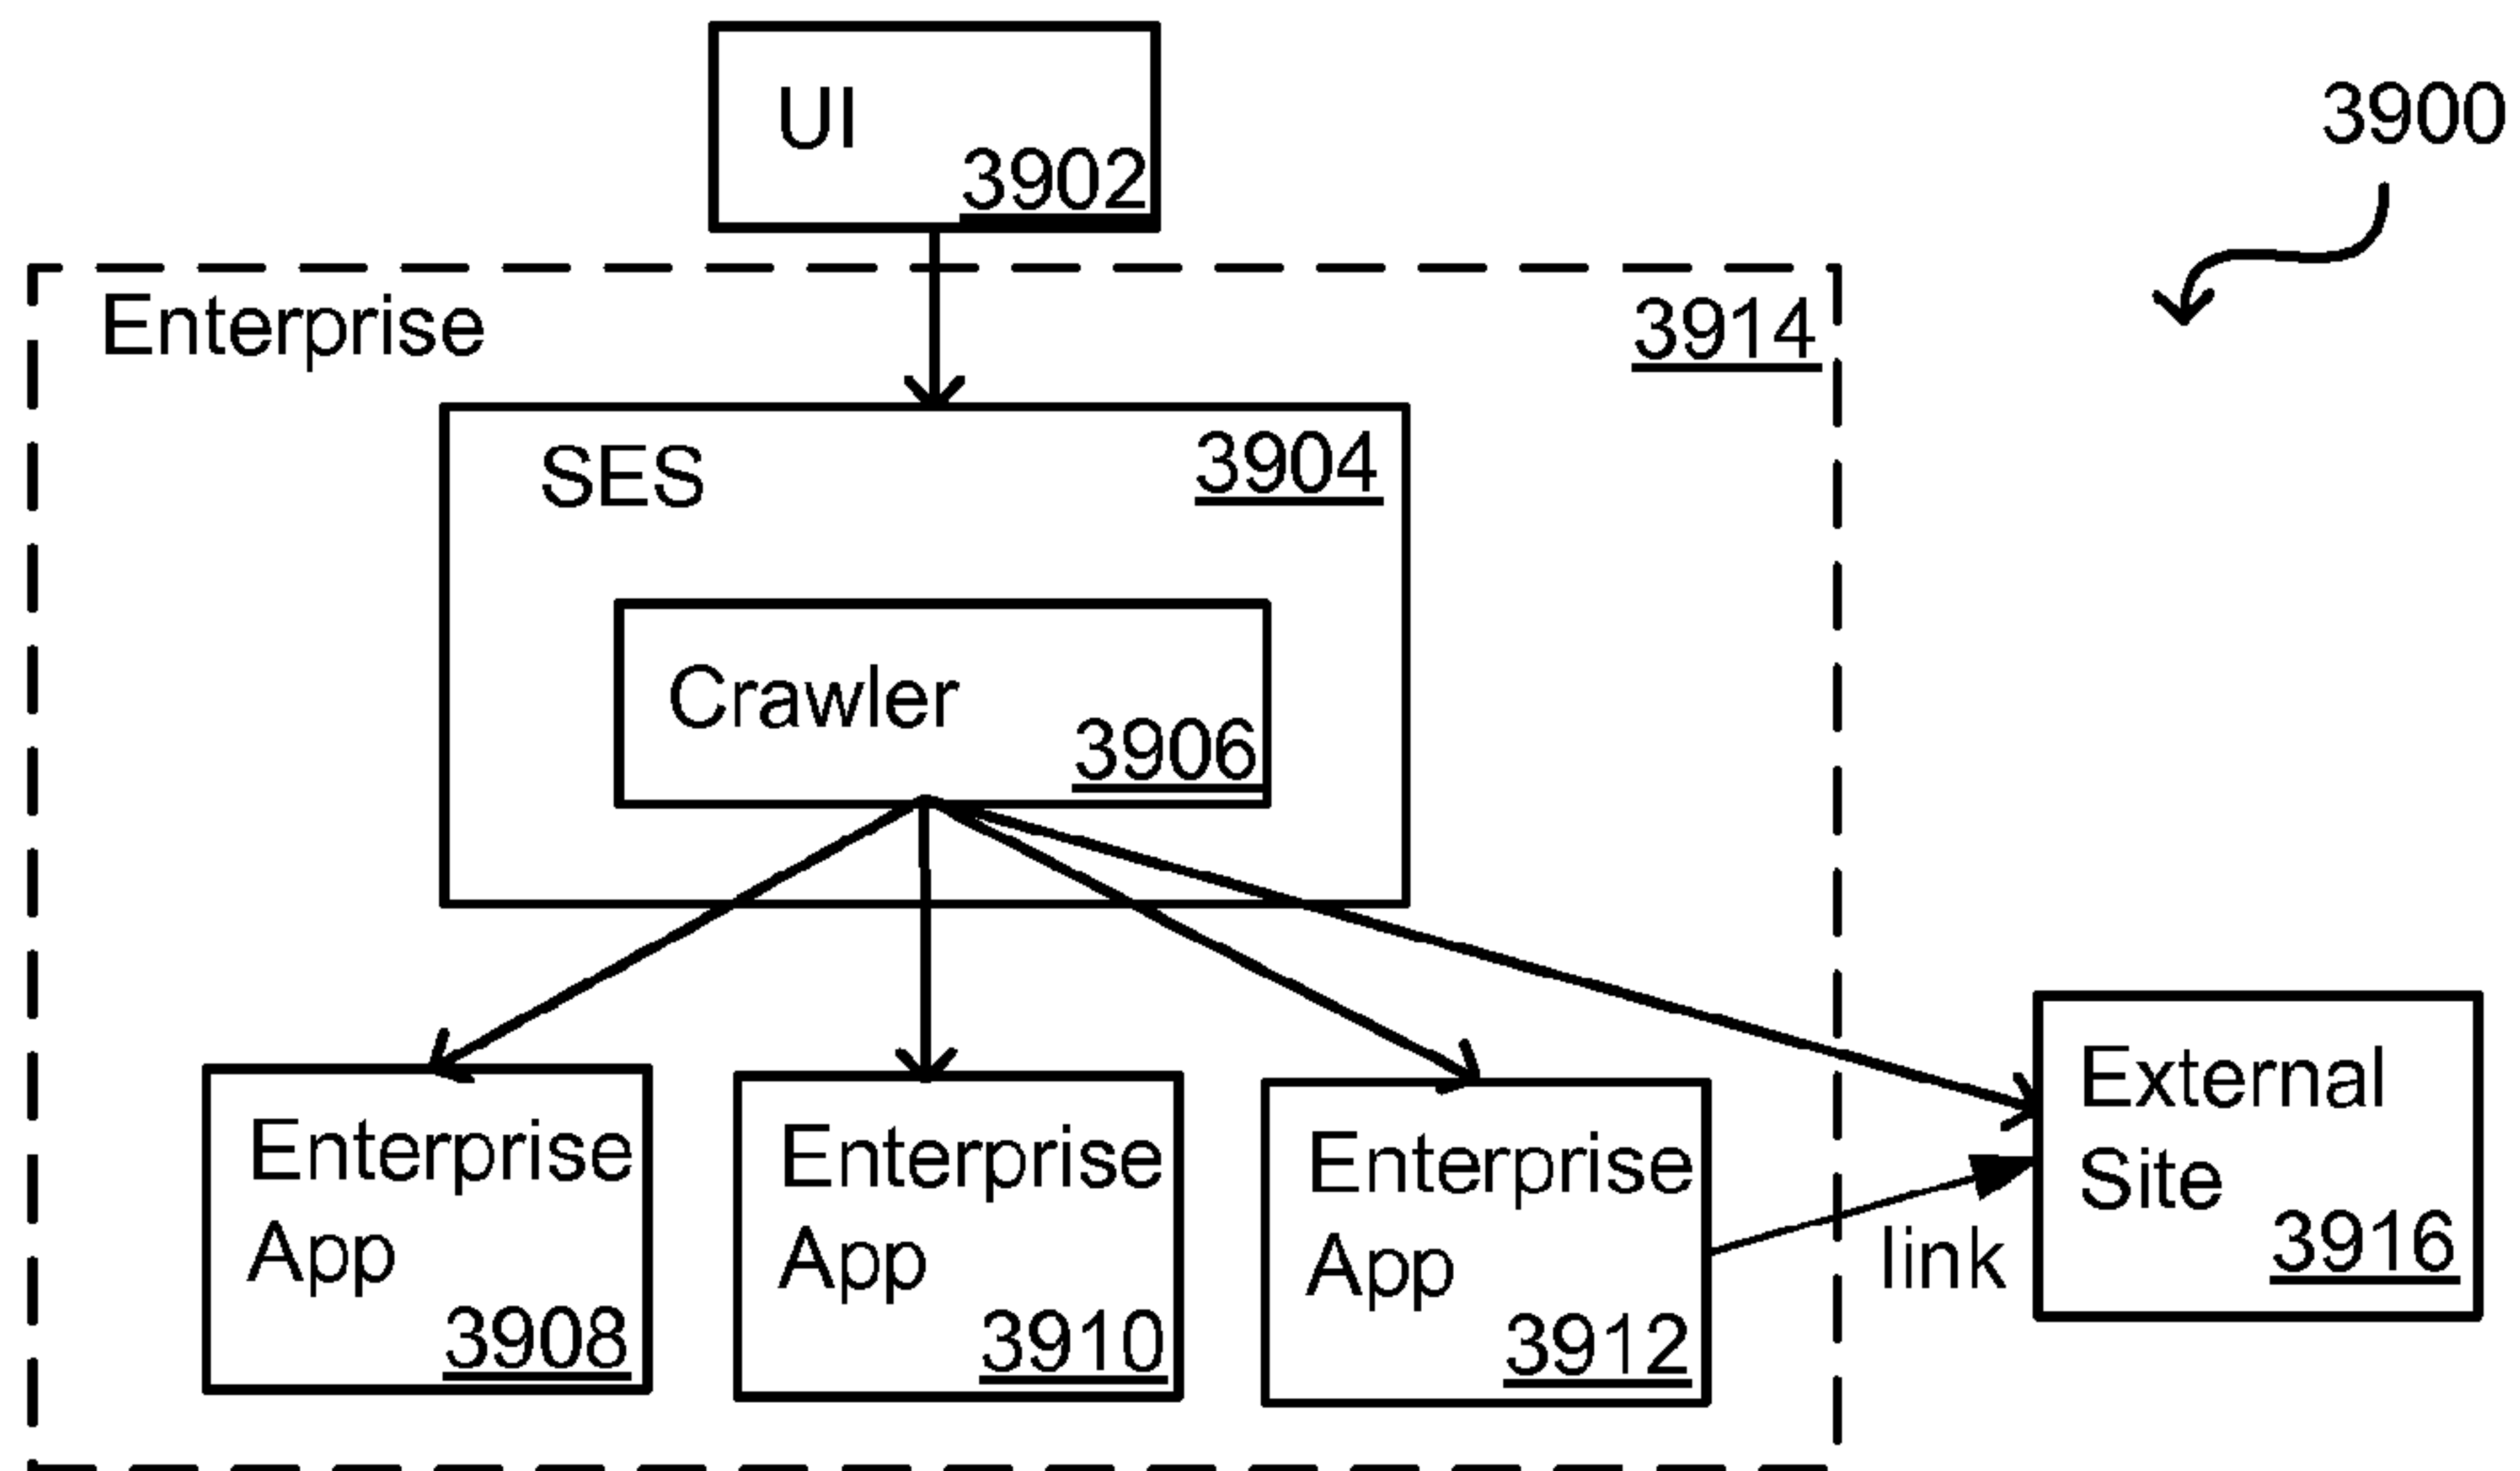 UI
3902
3900
Enterprise
3914
SES
3904
Crawler
3906
Enterprise
App
3908
Enterprise
App
3910
Enterprise
App
3912
link
External
Site
3916